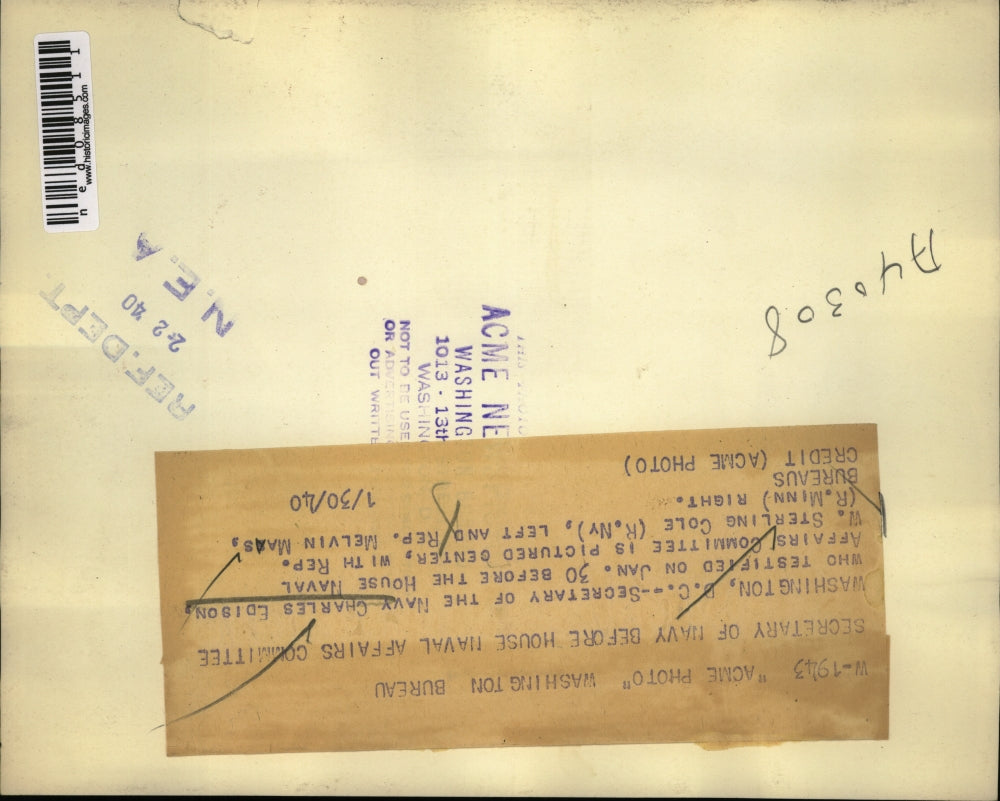 W-1943 "ACME PHOTO" WASHINGTON BUREAU
SECRETARY OF NAVY BEFORE HOUSE NAVAL AFFAIRS COMMITTEE
WASHINGTON, D.C.--SECRETARY OF THE NAVY CHARLES EDISON,
WHO TESTIFIED ON JAN. 30 BEFORE THE HOUSE NAVAL
AFFAIRS COMMITTEE IS PICTURED CENTER, WITH REP.
W. STERLING COLE (R.NY), LEFT AND REP. MELVIN MAAS,
(R.MINN) RIGHT.
BUREAUS 1/30/40
CREDIT (ACME PHOTO)
ACME NE
WASHING
1013 - 13th
WASHIN
NOT TO BE USE
OR ADVERTISIN
OUT WRITTE
N.E.A
2-2 40
REF. DEPT
A40308
ned08511
www.historicimages.com